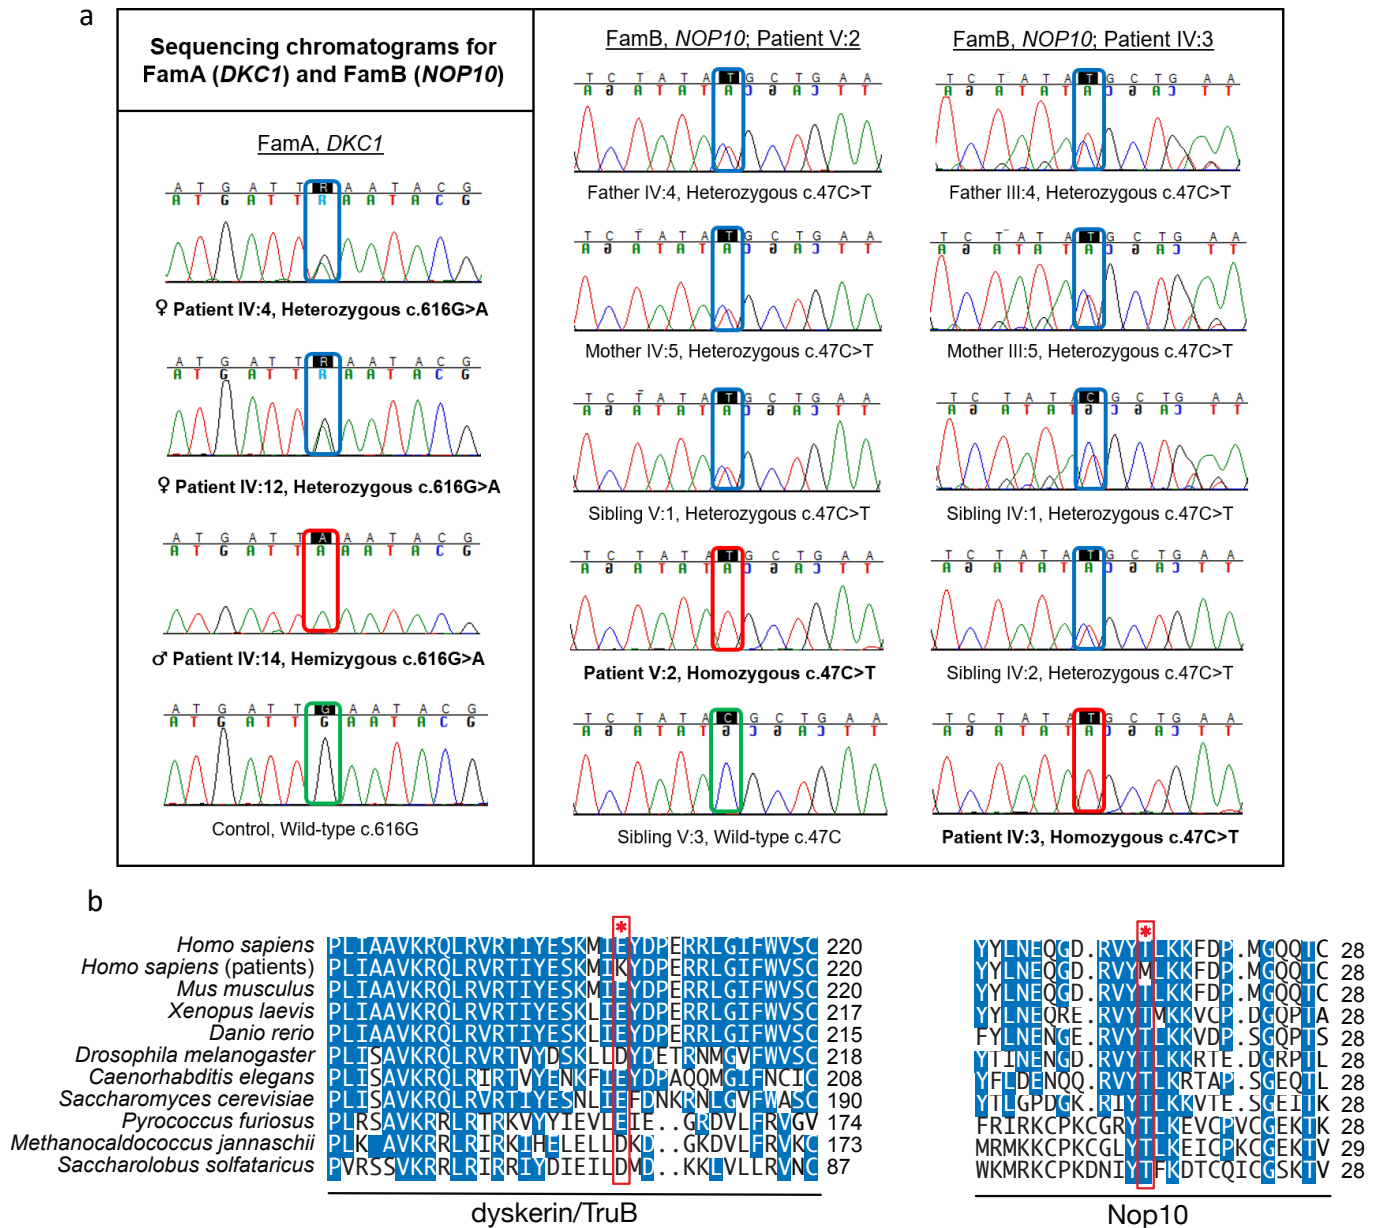 a
Sequencing chromatograms for
FamA (DKC1) and FamB (NOP10)
FamA, DKC1
A T G A T T R A A T A C G
A T G A T T R A A T A C G
♀ Patient IV:4, Heterozygous c.616G>A
A T G A T T R A A T A C G
A T G A T T R A A T A C G
♀ Patient IV:12, Heterozygous c.616G>A
A T G A T T A A A T A C G
A T G A T T A A A T A C G
♂ Patient IV:14, Hemizygous c.616G>A
A T G A T T G A A T A C G
A T G A T T G A A T A C G
Control, Wild-type c.616G
FamB, NOP10; Patient V:2
T C T A T A T G C T G A A
A G A T A T A C G A C T T
Father IV:4, Heterozygous c.47C>T
T C T A T A T G C T G A A
A G A T A T A C G A C T T
Mother IV:5, Heterozygous c.47C>T
T C T A T A T G C T G A A
A G A T A T A C G A C T T
Sibling V:1, Heterozygous c.47C>T
T C T A T A T G C T G A A
A G A T A T A C G A C T T
Patient V:2, Homozygous c.47C>T
T C T A T A C G C T G A A
A G A T A T G C G A C T T
Sibling V:3, Wild-type c.47C
FamB, NOP10; Patient IV:3
T C T A T A T G C T G A A
A G A T A T A C G A C T T
Father III:4, Heterozygous c.47C>T
T C T A T A T G C T G A A
A G A T A T A C G A C T T
Mother III:5, Heterozygous c.47C>T
T C T A T A C G C T G A A
A G A T A T G C G A C T T
Sibling IV:1, Heterozygous c.47C>T
T C T A T A T G C T G A A
A G A T A T A C G A C T T
Sibling IV:2, Heterozygous c.47C>T
T C T A T A T G C T G A A
A G A T A T A C G A C T T
Patient IV:3, Homozygous c.47C>T
b
* *
Homo sapiens PLIAAVKRQLRVRTIYESKMIEYDPERRLGIFWVSC 220 YYLNEQGD.RVYTLKKFDP.MGQQTC 28
Homo sapiens (patients) PLIAAVKRQLRVRTIYESKMIKYDPERRLGIFWVSC 220 YYLNEQGD.RVYMLKKFDP.MGQQTC 28
Mus musculus PLIAAVKRQLRVRTIYESKMIEYDPERRLGIFWVSC 220 YYLNEQGD.RVYTLKKFDP.MGQQTC 28
Xenopus laevis PLIAAVKRQLRVRTIYESKLIEYDPERRLGIFWVSC 217 YYLNEQRE.RVYTMKKVCP.DGQPTA 28
Danio rerio PLIAAVKRQLRVRTIYESKLIEYDPERRLGIFWVSC 215 FYLNENGE.RVYTLKKVDP.SGQPTS 28
Drosophila melanogaster PLISAVKRQLRVRTVYDSKLLDYDETRNMGVFWVSC 218 YTINENGD.RVYTLKKRTE.DGRPTL 28
Caenorhabditis elegans PLISAVKRQLRIRTVYENKFIEYDPAQQMGIFNCIC 208 YFLDENQQ.RVYTLKRTAP.SGEQTL 28
Saccharomyces cerevisiae PLISAVKRQLRVRTIYESNLIEFDNKRNLGVFWASC 190 YTLGPDGK.RIYTLKKVTE.SGEITK 28
Pyrococcus furiosus PLRSAVKRRLRTRKVYYIEVLEIE..GRDVLFRVGV 174 FRIRKCPKCGRYTLKEVCPVCGEKTK 28
Methanocaldococcus jannaschii PLK.AVKRRLRIRKIHELELLDKD..GKDVLFRVKC 173 MRMKKCPKCGLYTLKEICPKCGEKTV 29
Saccharolobus solfataricus PVRSSVKRRLRIRRIYDIEILDMD..KKLVLLRVNC 87 WKMRKCPKDNIYTFKDTCQICGSKTV 28
dyskerin/TruB Nop10